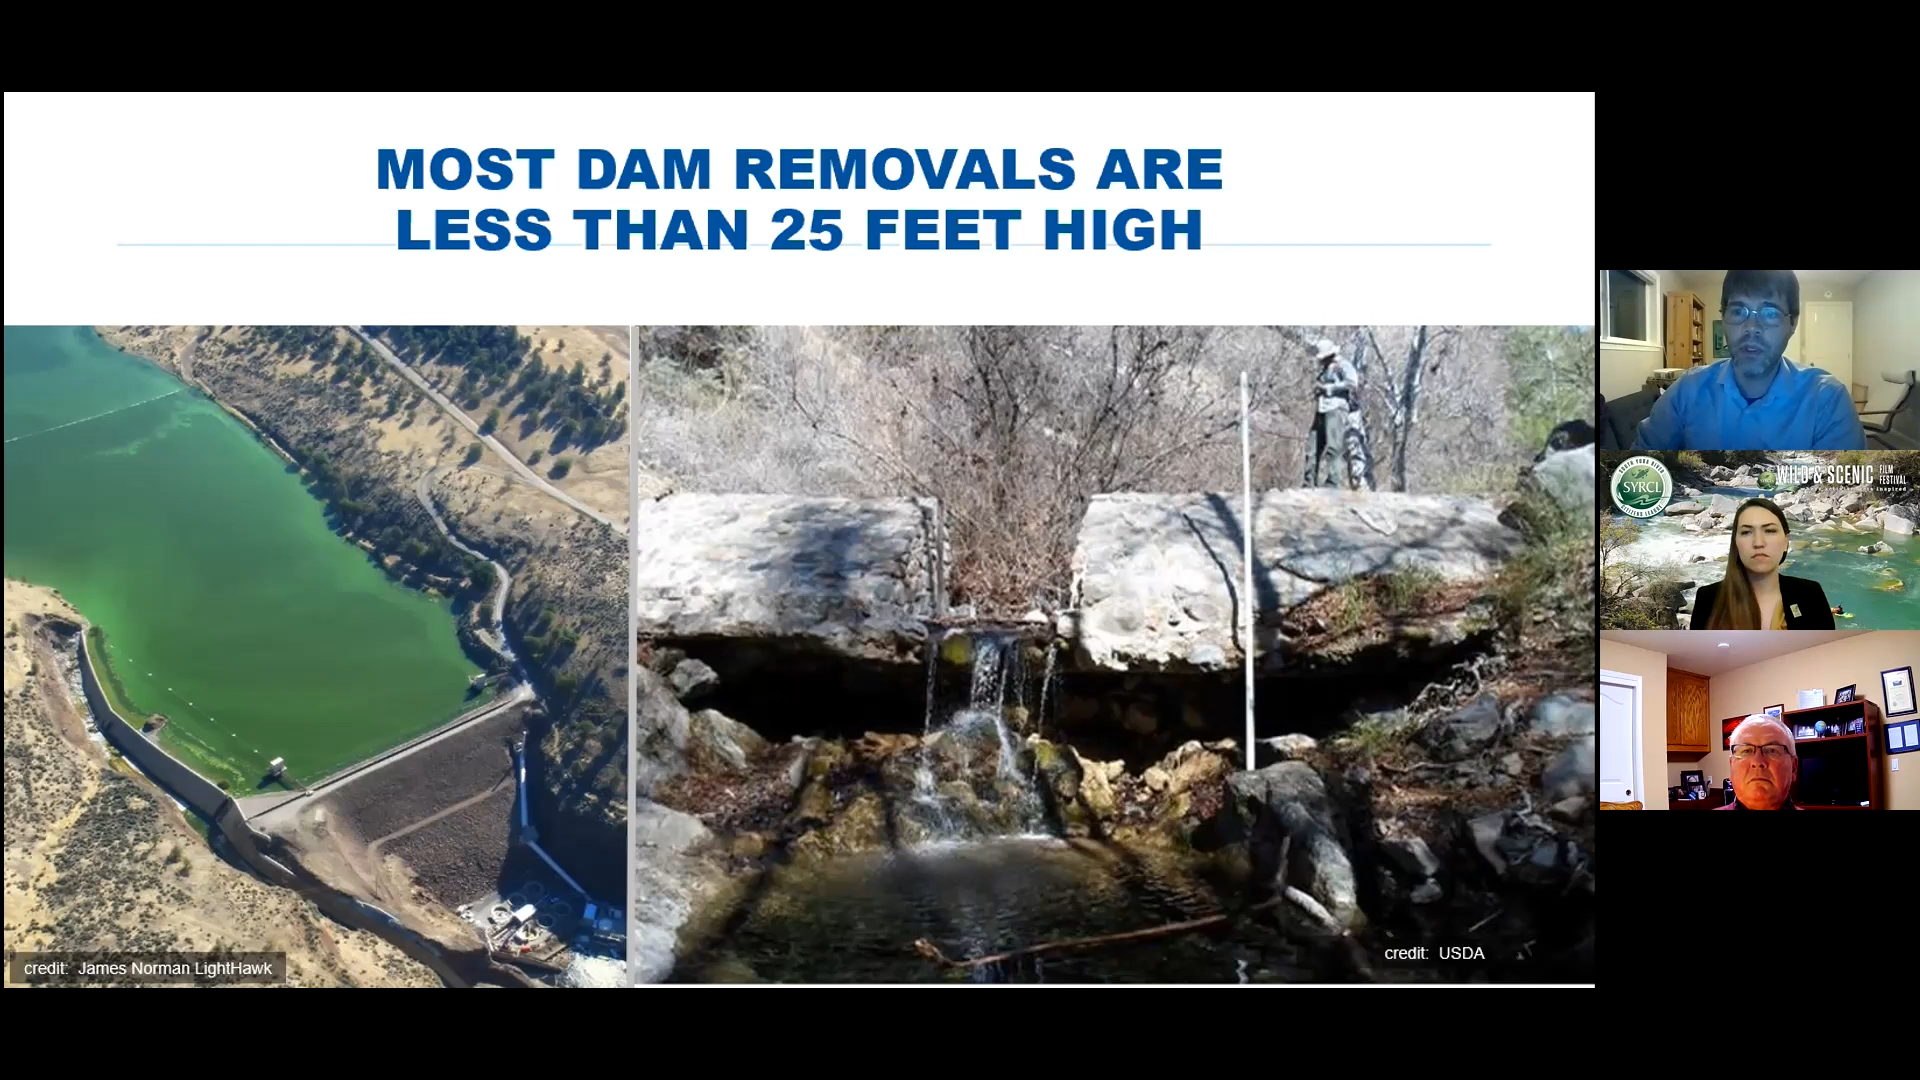 MOST DAM REMOVALS ARE
LESS THAN 25 FEET HIGH
credit: James Norman LightHawk
credit: USDA
SYRCL
WILD & SCENIC
FILM
FESTIVAL